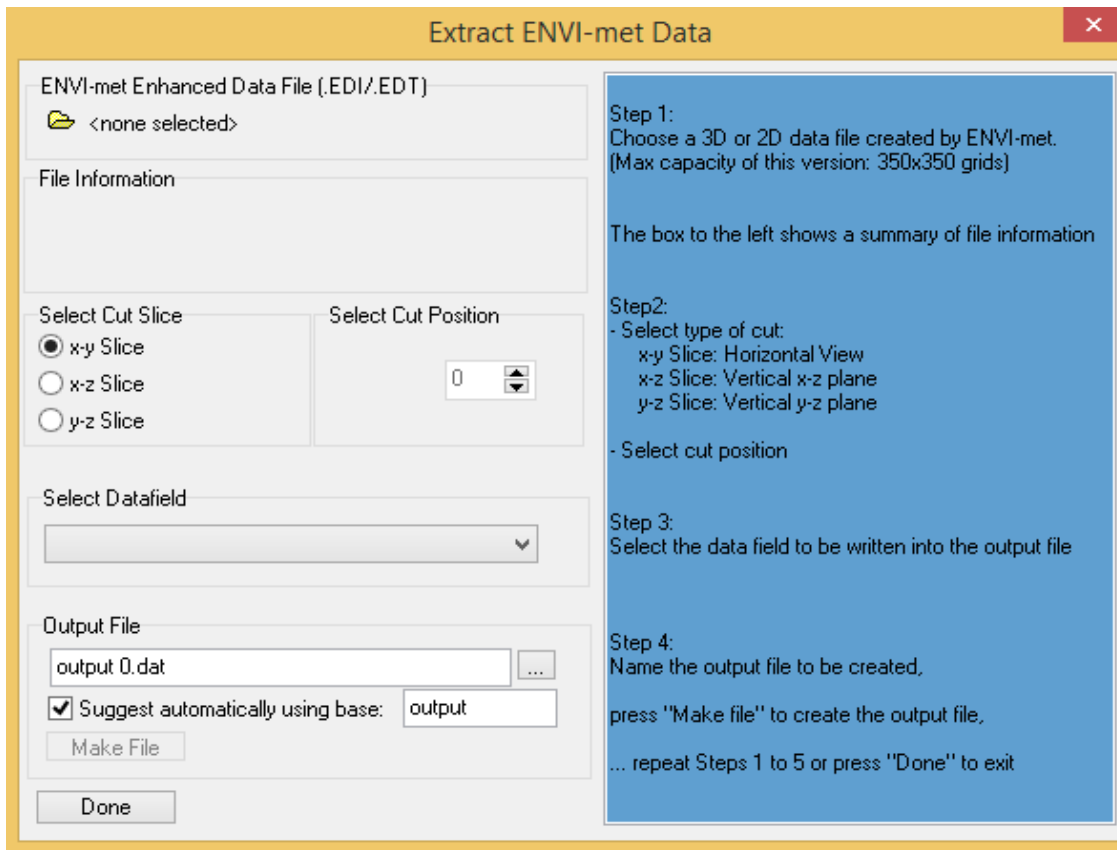 Extract ENVI-met Data
ENVI-met Enhanced Data File (.EDI/.EDT)
<none selected>
File Information
Select Cut Slice
Select Cut Position
x-y Slice
0
x-z Slice
y-z Slice
Select Datafield
Output File
output 0.dat
...
Suggest automatically using base:
output
Make File
Done
Step 1:
Choose a 3D or 2D data file created by ENVI-met.
(Max capacity of this version: 350x350 grids)
The box to the left shows a summary of file information
Step2:
- Select type of cut:
x-y Slice: Horizontal View
x-z Slice: Vertical x-z plane
y-z Slice: Vertical y-z plane
- Select cut position
Step 3:
Select the data field to be written into the output file
Step 4:
Name the output file to be created,
press "Make file" to create the output file,
... repeat Steps 1 to 5 or press "Done" to exit